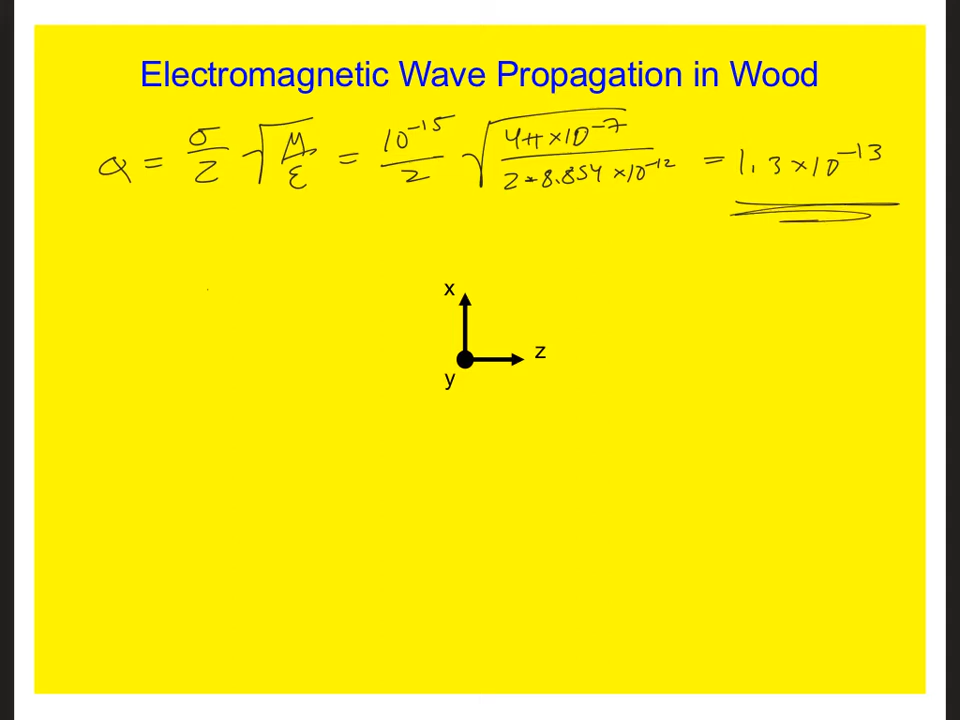 Electromagnetic Wave Propagation in Wood
α = σ/2 √(μ/ε) = 10⁻¹⁵/2 √(4π×10⁻⁷/2*8.854×10⁻¹²) = 1.3×10⁻¹³
x
z
y